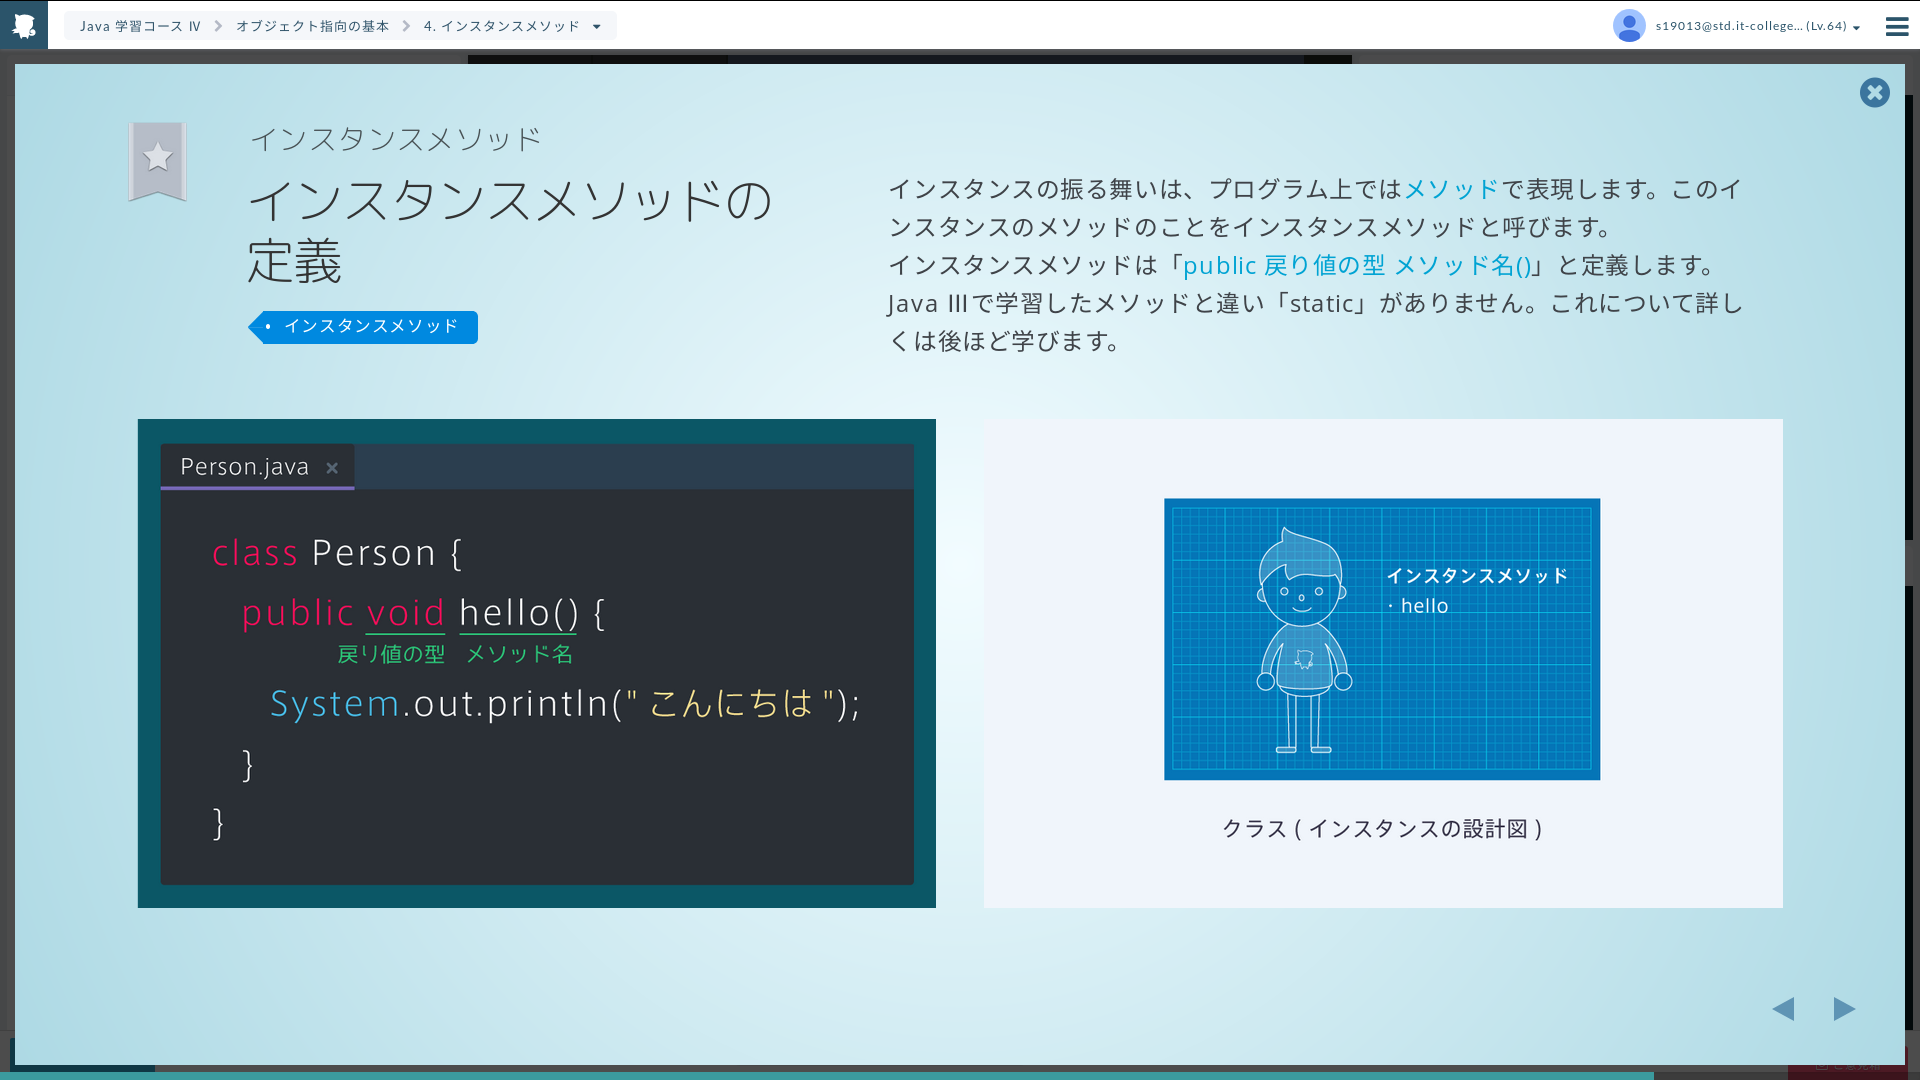 Java 学習コース Ⅳ
オブジェクト指向の基本
4. インスタンスメソッド
s19013@std.it-college... (Lv.64)
インスタンスメソッド
インスタンスメソッドの
定義
インスタンスメソッド
インスタンスの振る舞いは、プログラム上ではメソッドで表現します。このイ
ンスタンスのメソッドのことをインスタンスメソッドと呼びます。
インスタンスメソッドは「public 戻り値の型 メソッド名()」と定義します。
Java Ⅲで学習したメソッドと違い「static」がありません。これについて詳し
くは後ほど学びます。
Person.java
class Person {
public void hello() {
戻り値の型 メソッド名
System.out.println(" こんにちは ");
}
}
インスタンスメソッド
・hello
クラス ( インスタンスの設計図 )